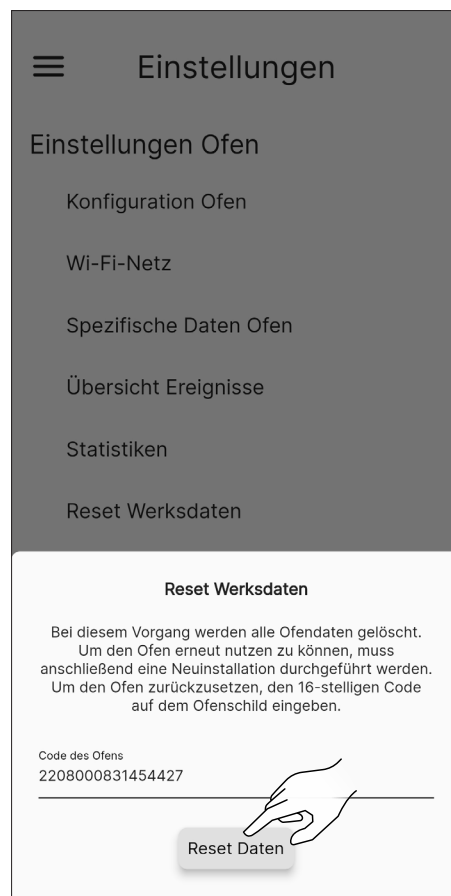 Einstellungen
Einstellungen Ofen
Konfiguration Ofen
Wi-Fi-Netz
Spezifische Daten Ofen
Übersicht Ereignisse
Statistiken
Reset Werksdaten
Reset Werksdaten
Bei diesem Vorgang werden alle Ofendaten gelöscht.
Um den Ofen erneut nutzen zu können, muss
anschließend eine Neuinstallation durchgeführt werden.
Um den Ofen zurückzusetzen, den 16-stelligen Code
auf dem Ofenschild eingeben.
Code des Ofens
2208000831454427
Reset Daten